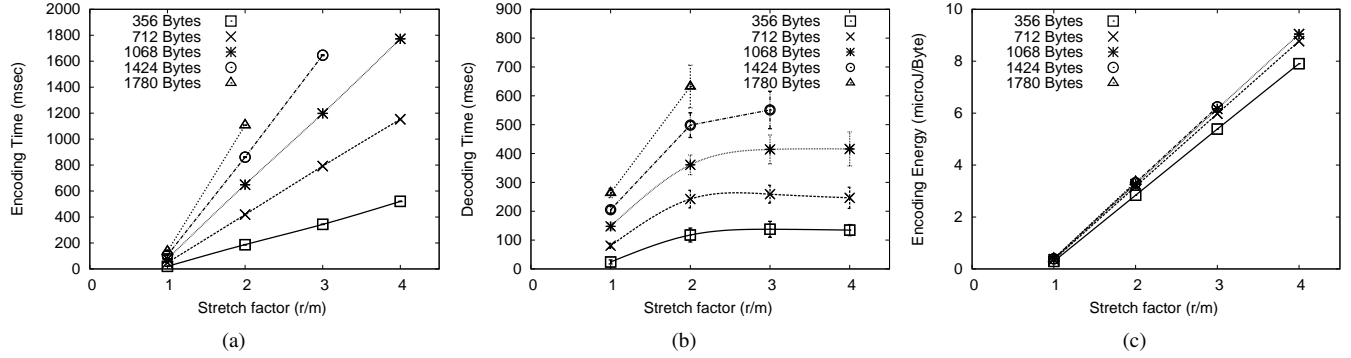 2000
1800
1600
1400
1200
1000
800
600
400
200
0
Encoding Time (msec)
356 Bytes
712 Bytes
1068 Bytes
1424 Bytes
1780 Bytes
0 1 2 3 4
Stretch factor (r/m)
(a)
900
800
700
600
500
400
300
200
100
0
Decoding Time (msec)
356 Bytes
712 Bytes
1068 Bytes
1424 Bytes
1780 Bytes
0 1 2 3 4
Stretch factor (r/m)
(b)
10
8
6
4
2
0
Encoding Energy (microJ/Byte)
356 Bytes
712 Bytes
1068 Bytes
1424 Bytes
1780 Bytes
0 1 2 3 4
Stretch factor (r/m)
(c)